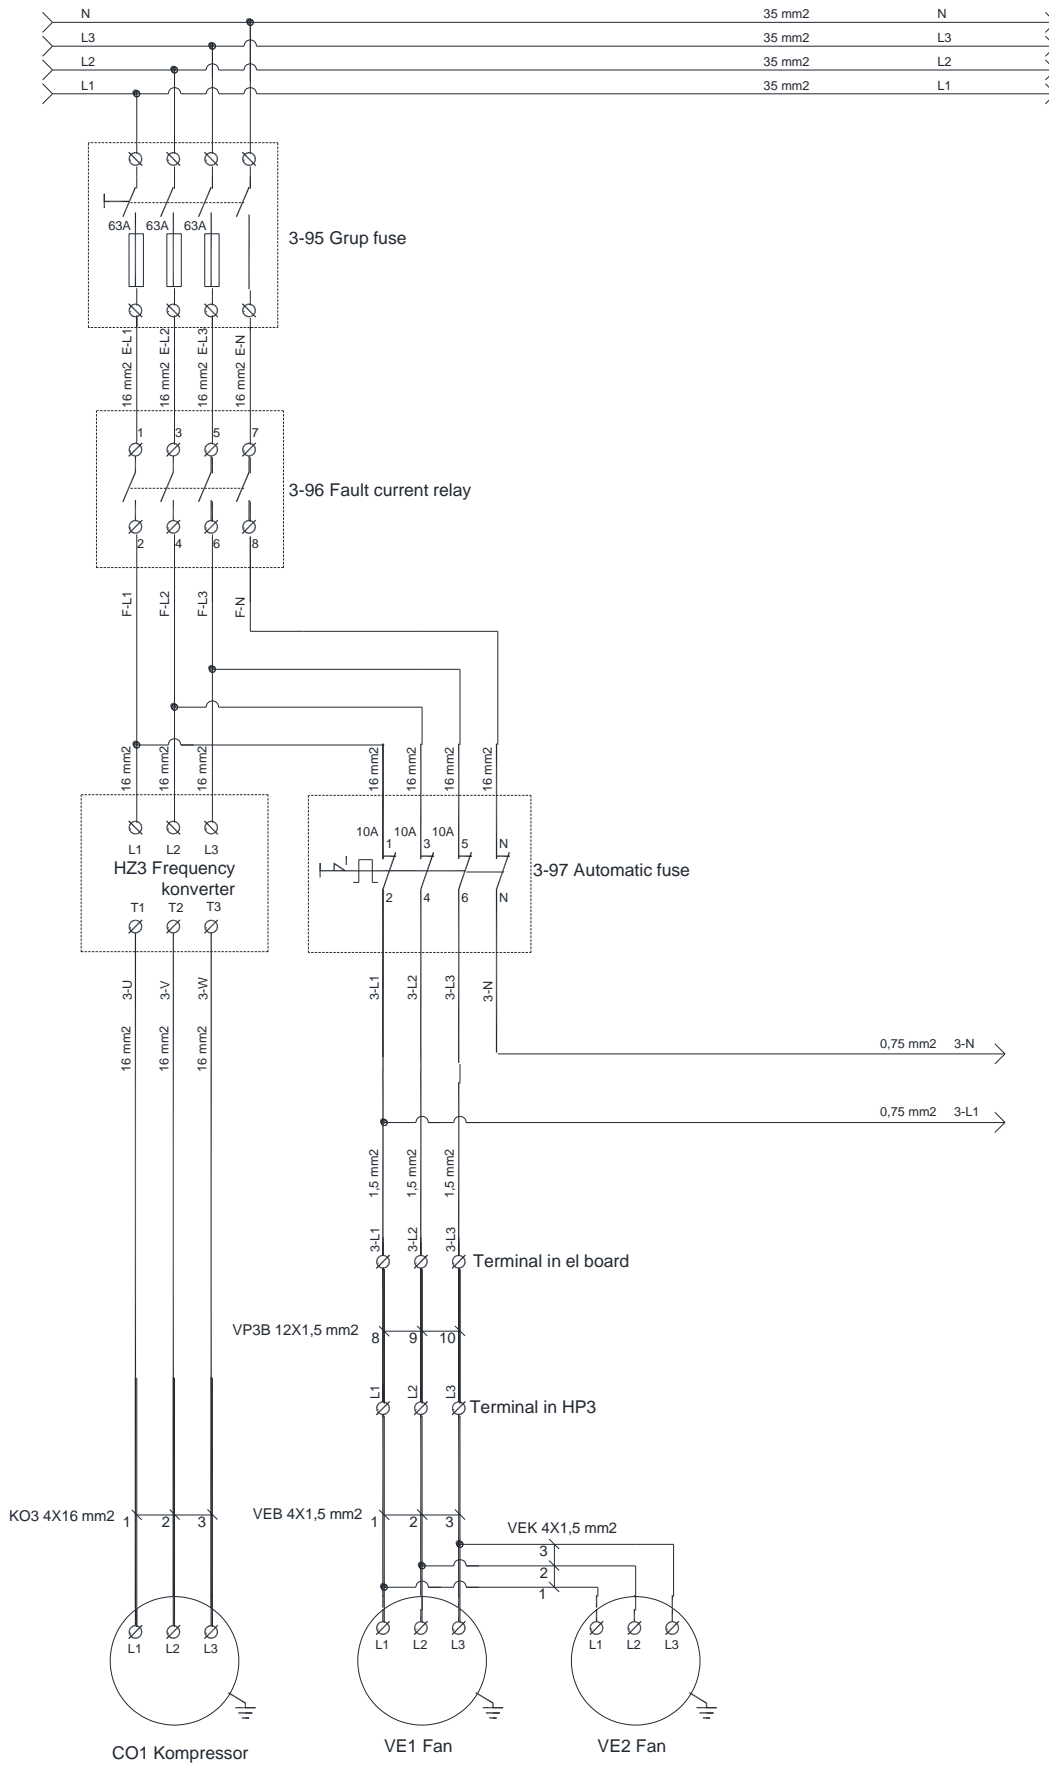 N 35 mm2 N
L3 35 mm2 L3
L2 35 mm2 L2
L1 35 mm2 L1
63A 63A 63A
3-95 Grup fuse
16 mm2 E-L1 16 mm2 E-L2 16 mm2 E-L3 16 mm2 E-N
1 3 5 7
3-96 Fault current relay
2 4 6 8
F-L1 F-L2 F-L3 F-N
16 mm2 16 mm2 16 mm2 16 mm2 16 mm2 16 mm2 16 mm2
10A 10A 10A
1 3 5 N
L1 L2 L3
HZ3 Frequency
konverter
3-97 Automatic fuse
2 4 6 N
T1 T2 T3
3-U 3-V 3-W 3-L1 3-L2 3-L3 3-N
16 mm2 16 mm2 16 mm2
0,75 mm2 3-N
0,75 mm2 3-L1
1,5 mm2 1,5 mm2 1,5 mm2
3-L1 3-L2 3-L3
Terminal in el board
VP3B 12X1,5 mm2 8 9 10
L1 L2 L3
Terminal in HP3
KO3 4X16 mm2 1 2 3
VEB 4X1,5 mm2 1 2 3
VEK 4X1,5 mm2
3
2
1
L1 L2 L3 L1 L2 L3 L1 L2 L3
CO1 Kompressor
VE1 Fan
VE2 Fan